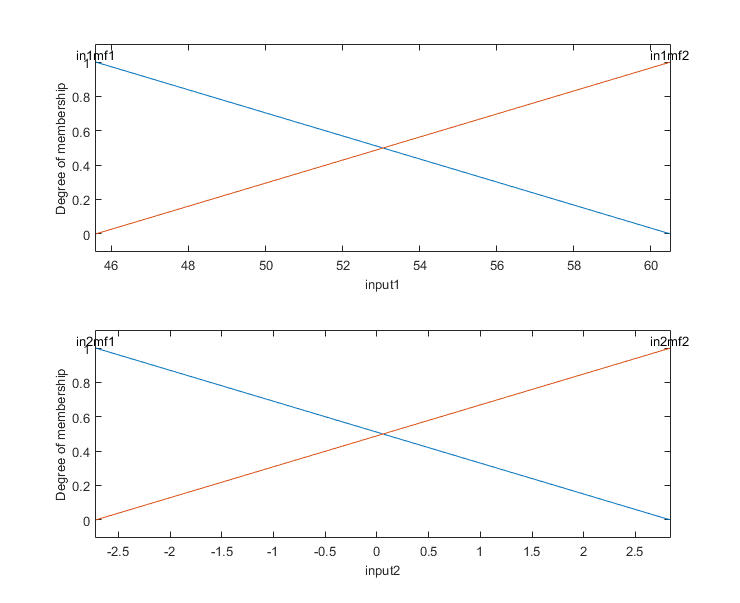 in1mf1
in1mf2
1
0.8
0.6
0.4
0.2
0
Degree of membership
46 48 50 52 54 56 58 60
input1
in2mf1
in2mf2
1
0.8
0.6
0.4
0.2
0
Degree of membership
-2.5 -2 -1.5 -1 -0.5 0 0.5 1 1.5 2 2.5
input2